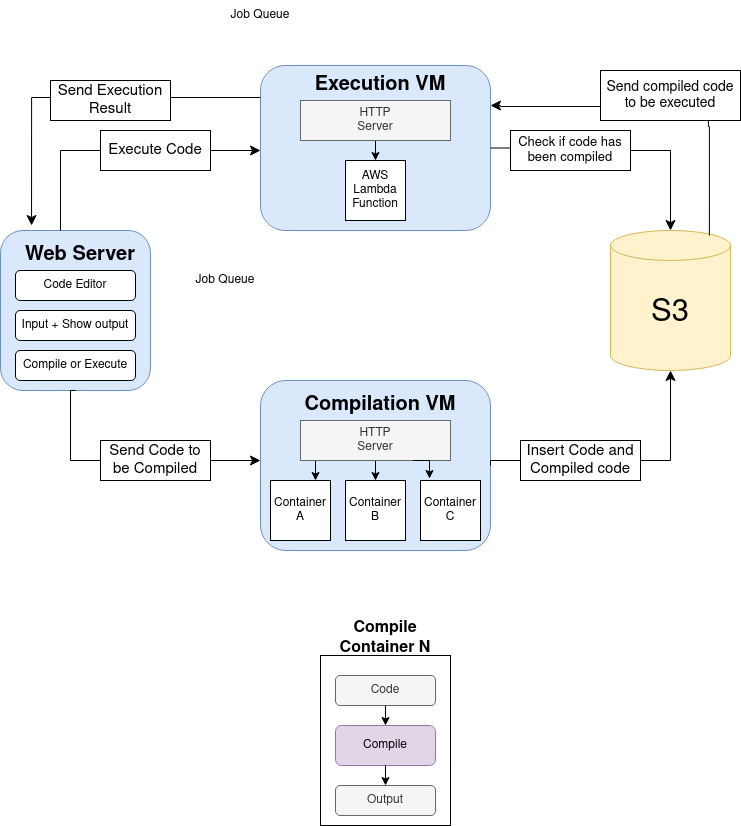 Job Queue
Execution VM
HTTP
Server
AWS
Lambda
Function
Send Execution
Result
Execute Code
Send compiled code
to be executed
Check if code has
been compiled
Web Server
Code Editor
Input + Show output
Compile or Execute
Job Queue
S3
Compilation VM
HTTP
Server
Container
A
Container
B
Container
C
Send Code to
be Compiled
Insert Code and
Compiled code
Compile
Container N
Code
Compile
Output